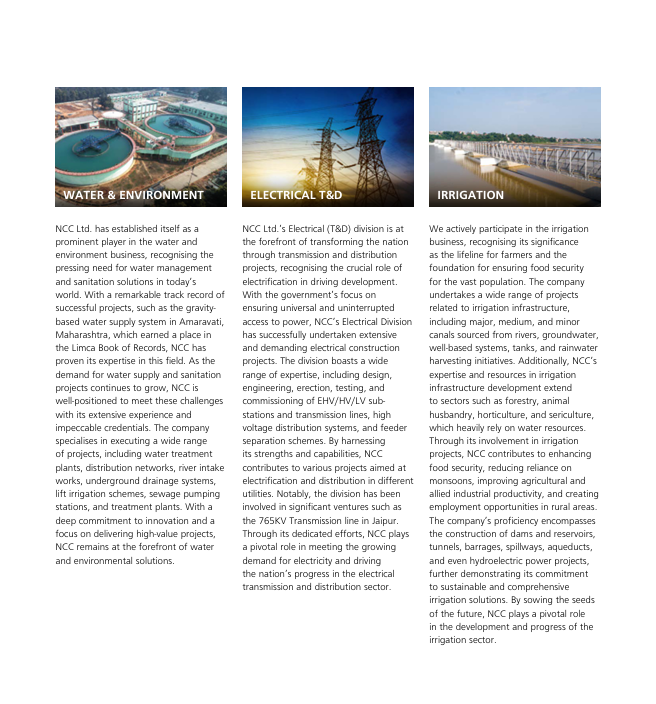 WATER & ENVIRONMENT
NCC Ltd. has established itself as a
prominent player in the water and
environment business, recognising the
pressing need for water management
and sanitation solutions in today's
world. With a remarkable track record of
successful projects, such as the gravity-
based water supply system in Amaravati,
Maharashtra, which earned a place in
the Limca Book of Records, NCC has
proven its expertise in this field. As the
demand for water supply and sanitation
projects continues to grow, NCC is
well-positioned to meet these challenges
with its extensive experience and
impeccable credentials. The company
specialises in executing a wide range
of projects, including water treatment
plants, distribution networks, river intake
works, underground drainage systems,
lift irrigation schemes, sewage pumping
stations, and treatment plants. With a
deep commitment to innovation and a
focus on delivering high-value projects,
NCC remains at the forefront of water
and environmental solutions.
ELECTRICAL T&D
NCC Ltd.'s Electrical (T&D) division is at
the forefront of transforming the nation
through transmission and distribution
projects, recognising the crucial role of
electrification in driving development.
With the government's focus on
ensuring universal and uninterrupted
access to power, NCC's Electrical Division
has successfully undertaken extensive
and demanding electrical construction
projects. The division boasts a wide
range of expertise, including design,
engineering, erection, testing, and
commissioning of EHV/HV/LV sub-
stations and transmission lines, high
voltage distribution systems, and feeder
separation schemes. By harnessing
its strengths and capabilities, NCC
contributes to various projects aimed at
electrification and distribution in different
utilities. Notably, the division has been
involved in significant ventures such as
the 765KV Transmission line in Jaipur.
Through its dedicated efforts, NCC plays
a pivotal role in meeting the growing
demand for electricity and driving
the nation's progress in the electrical
transmission and distribution sector.
IRRIGATION
We actively participate in the irrigation
business, recognising its significance
as the lifeline for farmers and the
foundation for ensuring food security
for the vast population. The company
undertakes a wide range of projects
related to irrigation infrastructure,
including major, medium, and minor
canals sourced from rivers, groundwater,
well-based systems, tanks, and rainwater
harvesting initiatives. Additionally, NCC's
expertise and resources in irrigation
infrastructure development extend
to sectors such as forestry, animal
husbandry, horticulture, and sericulture,
which heavily rely on water resources.
Through its involvement in irrigation
projects, NCC contributes to enhancing
food security, reducing reliance on
monsoons, improving agricultural and
allied industrial productivity, and creating
employment opportunities in rural areas.
The company's proficiency encompasses
the construction of dams and reservoirs,
tunnels, barrages, spillways, aqueducts,
and even hydroelectric power projects,
further demonstrating its commitment
to sustainable and comprehensive
irrigation solutions. By sowing the seeds
of the future, NCC plays a pivotal role
in the development and progress of the
irrigation sector.